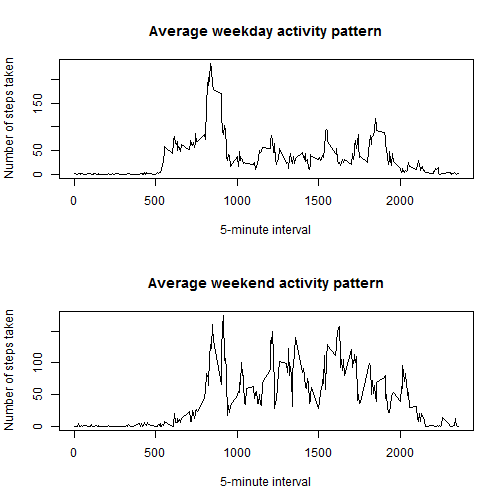 Average weekday activity pattern
Number of steps taken
0 50 150
0 500 1000 1500 2000
5-minute interval
Average weekend activity pattern
Number of steps taken
0 50 100
0 500 1000 1500 2000
5-minute interval